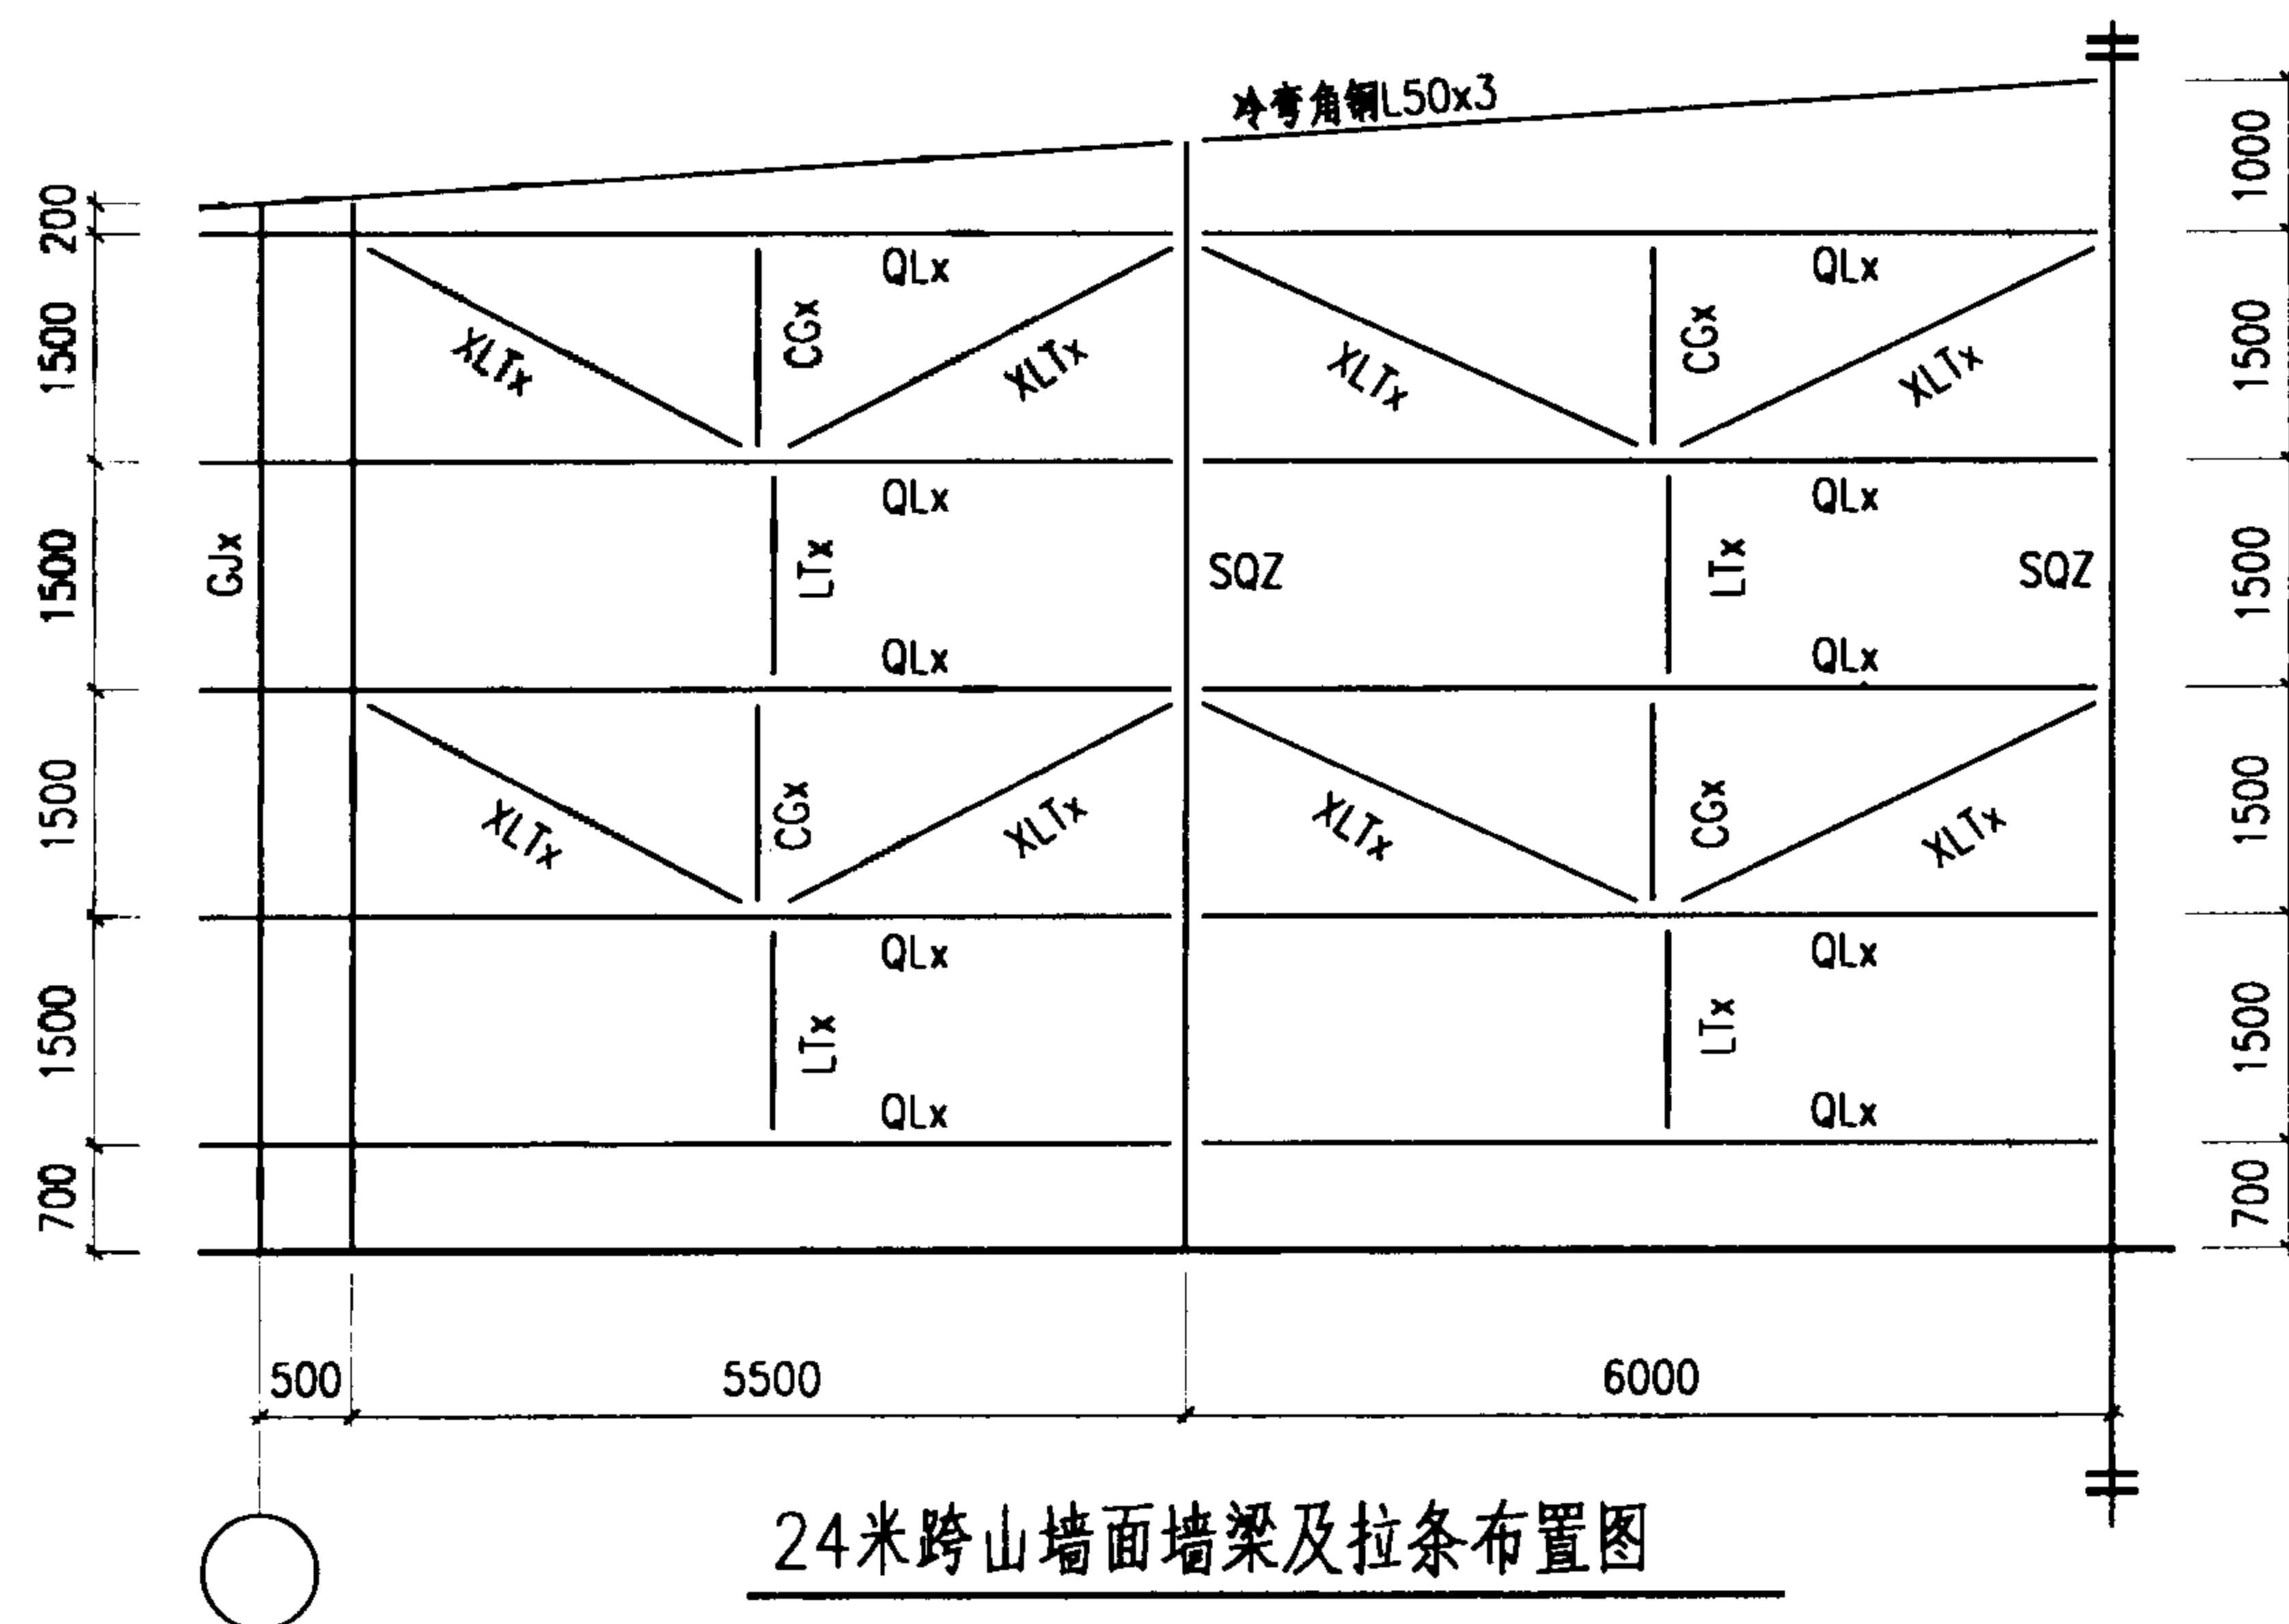 冷弯角钢L50x3
1000
200
QLx QLx
1500 XLTx CGx XLTx XLTx CGx XLTx 1500
QLx QLx
1500 GJx LTx SQZ LTx SQZ 1500
QLx QLx
1500 XLTx CGx XLTx XLTx CGx XLTx 1500
QLx QLx
1500 LTx LTx 1500
QLx QLx
700 700
500 5500 6000
24米跨山墙面墙梁及拉条布置图